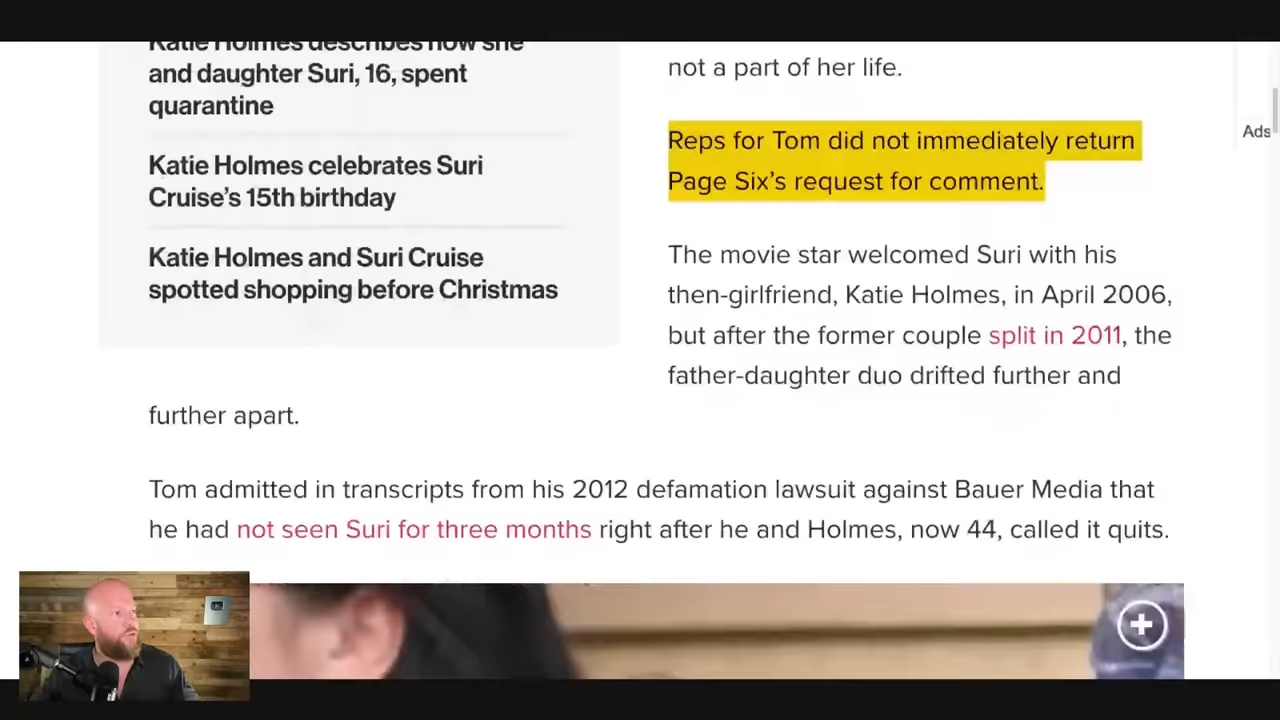 Katie Holmes describes how she
and daughter Suri, 16, spent
quarantine
Katie Holmes celebrates Suri
Cruise’s 15th birthday
Katie Holmes and Suri Cruise
spotted shopping before Christmas
not a part of her life.
Reps for Tom did not immediately return
Page Six’s request for comment.
The movie star welcomed Suri with his
then-girlfriend, Katie Holmes, in April 2006,
but after the former couple split in 2011, the
father-daughter duo drifted further and
further apart.
Tom admitted in transcripts from his 2012 defamation lawsuit against Bauer Media that
he had not seen Suri for three months right after he and Holmes, now 44, called it quits.
Ads